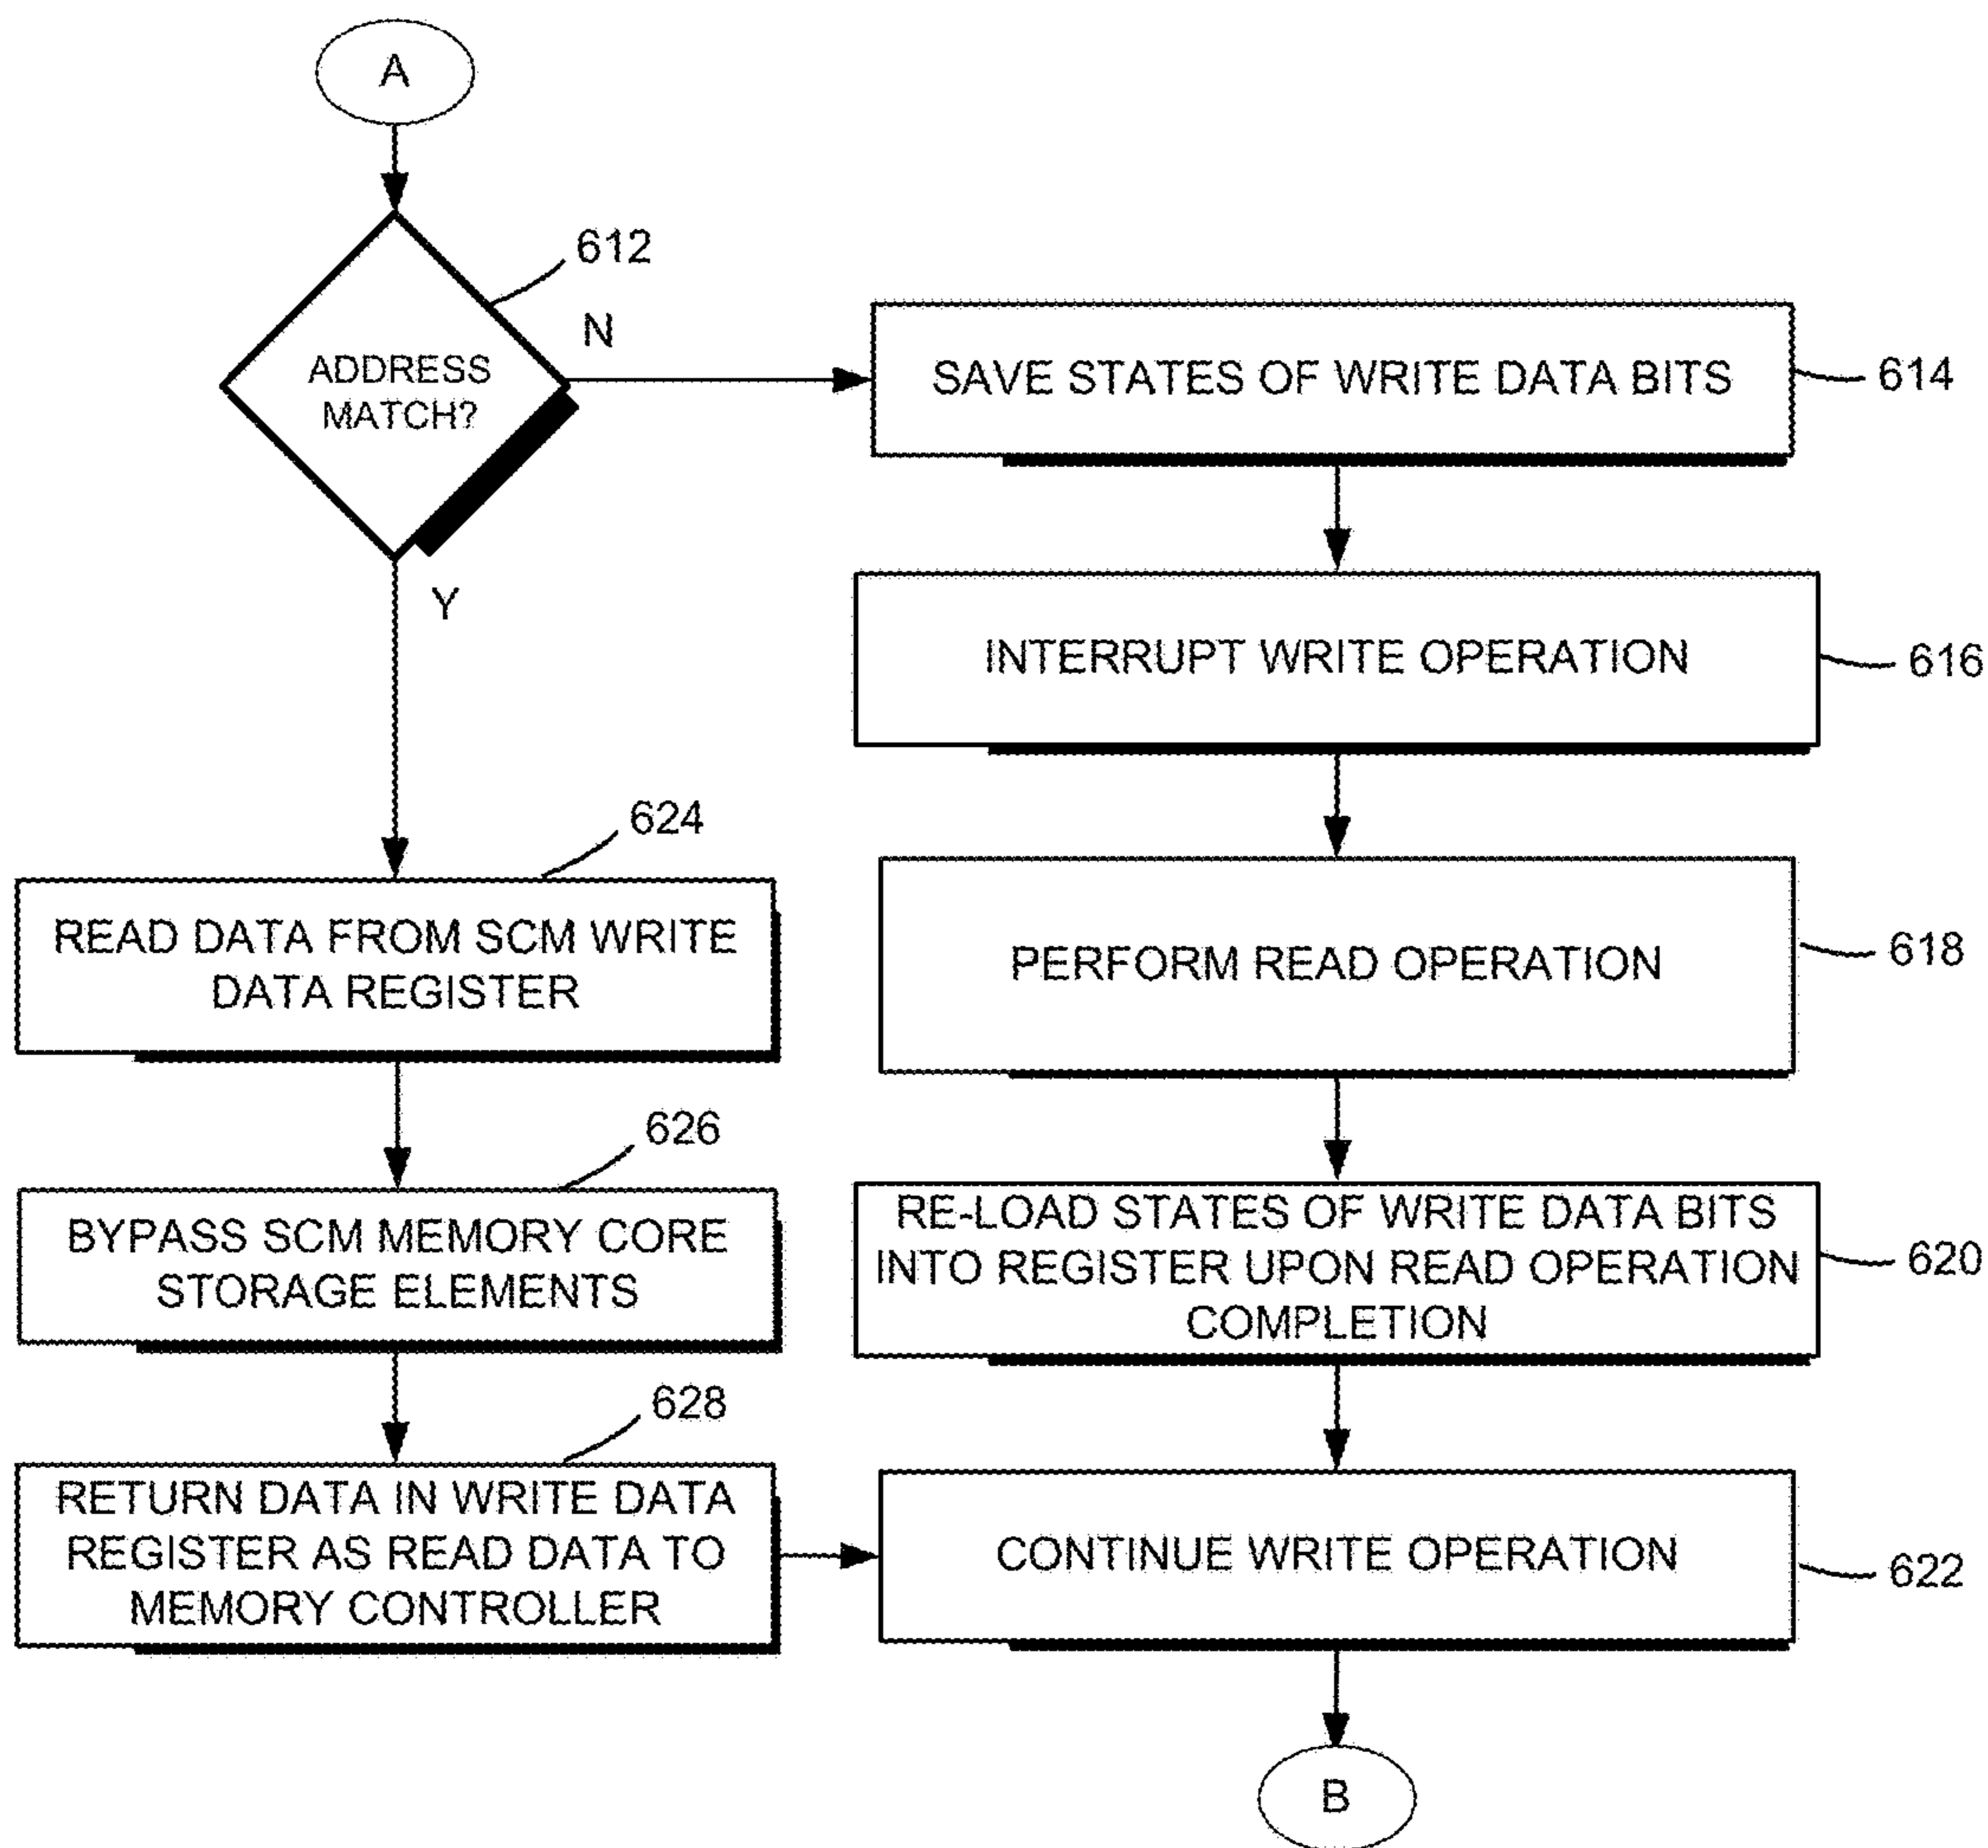 A
612
N
ADDRESS
MATCH?
Y
SAVE STATES OF WRITE DATA BITS
614
INTERRUPT WRITE OPERATION
616
624
READ DATA FROM SCM WRITE
DATA REGISTER
PERFORM READ OPERATION
618
626
BYPASS SCM MEMORY CORE
STORAGE ELEMENTS
RE-LOAD STATES OF WRITE DATA BITS
INTO REGISTER UPON READ OPERATION
COMPLETION
620
628
RETURN DATA IN WRITE DATA
REGISTER AS READ DATA TO
MEMORY CONTROLLER
CONTINUE WRITE OPERATION
622
B